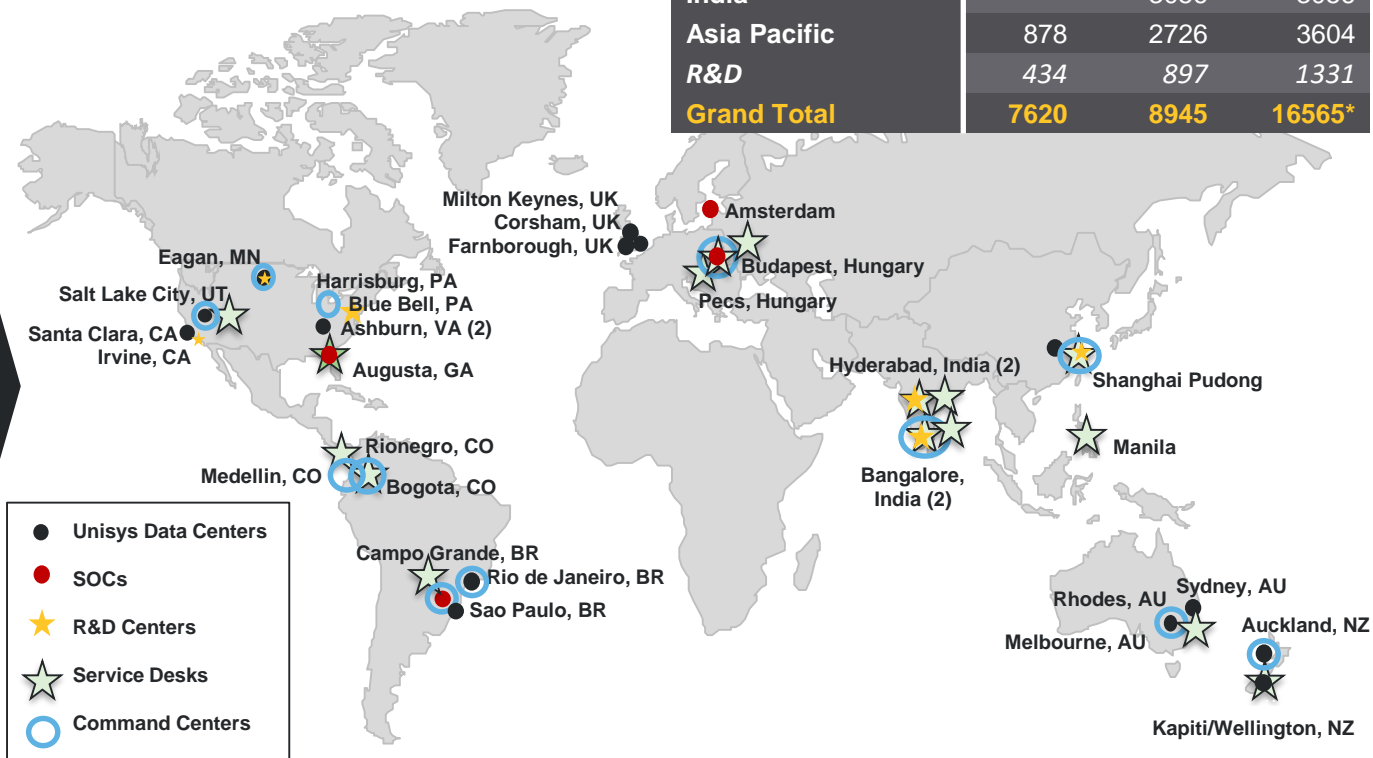 Asia Pacific 878 2726 3604
R&D 434 897 1331
Grand Total 7620 8945 16565*
Milton Keynes, UK
Corsham, UK
Amsterdam
Farnborough, UK
Eagan, MN
Budapest, Hungary
Harrisburg, PA
Salt Lake City, UT
Blue Bell, PA
Pecs, Hungary
Santa Clara, CA
Ashburn, VA (2)
Irvine, CA
Augusta, GA
Hyderabad, India (2)
Shanghai Pudong
Rionegro, CO
Manila
Medellin, CO
Bogota, CO
Bangalore,
India (2)
Unisys Data Centers
SOCs
R&D Centers
Service Desks
Command Centers
Campo Grande, BR
Rio de Janeiro, BR
Sao Paulo, BR
Sydney, AU
Rhodes, AU
Melbourne, AU
Auckland, NZ
Kapiti/Wellington, NZ